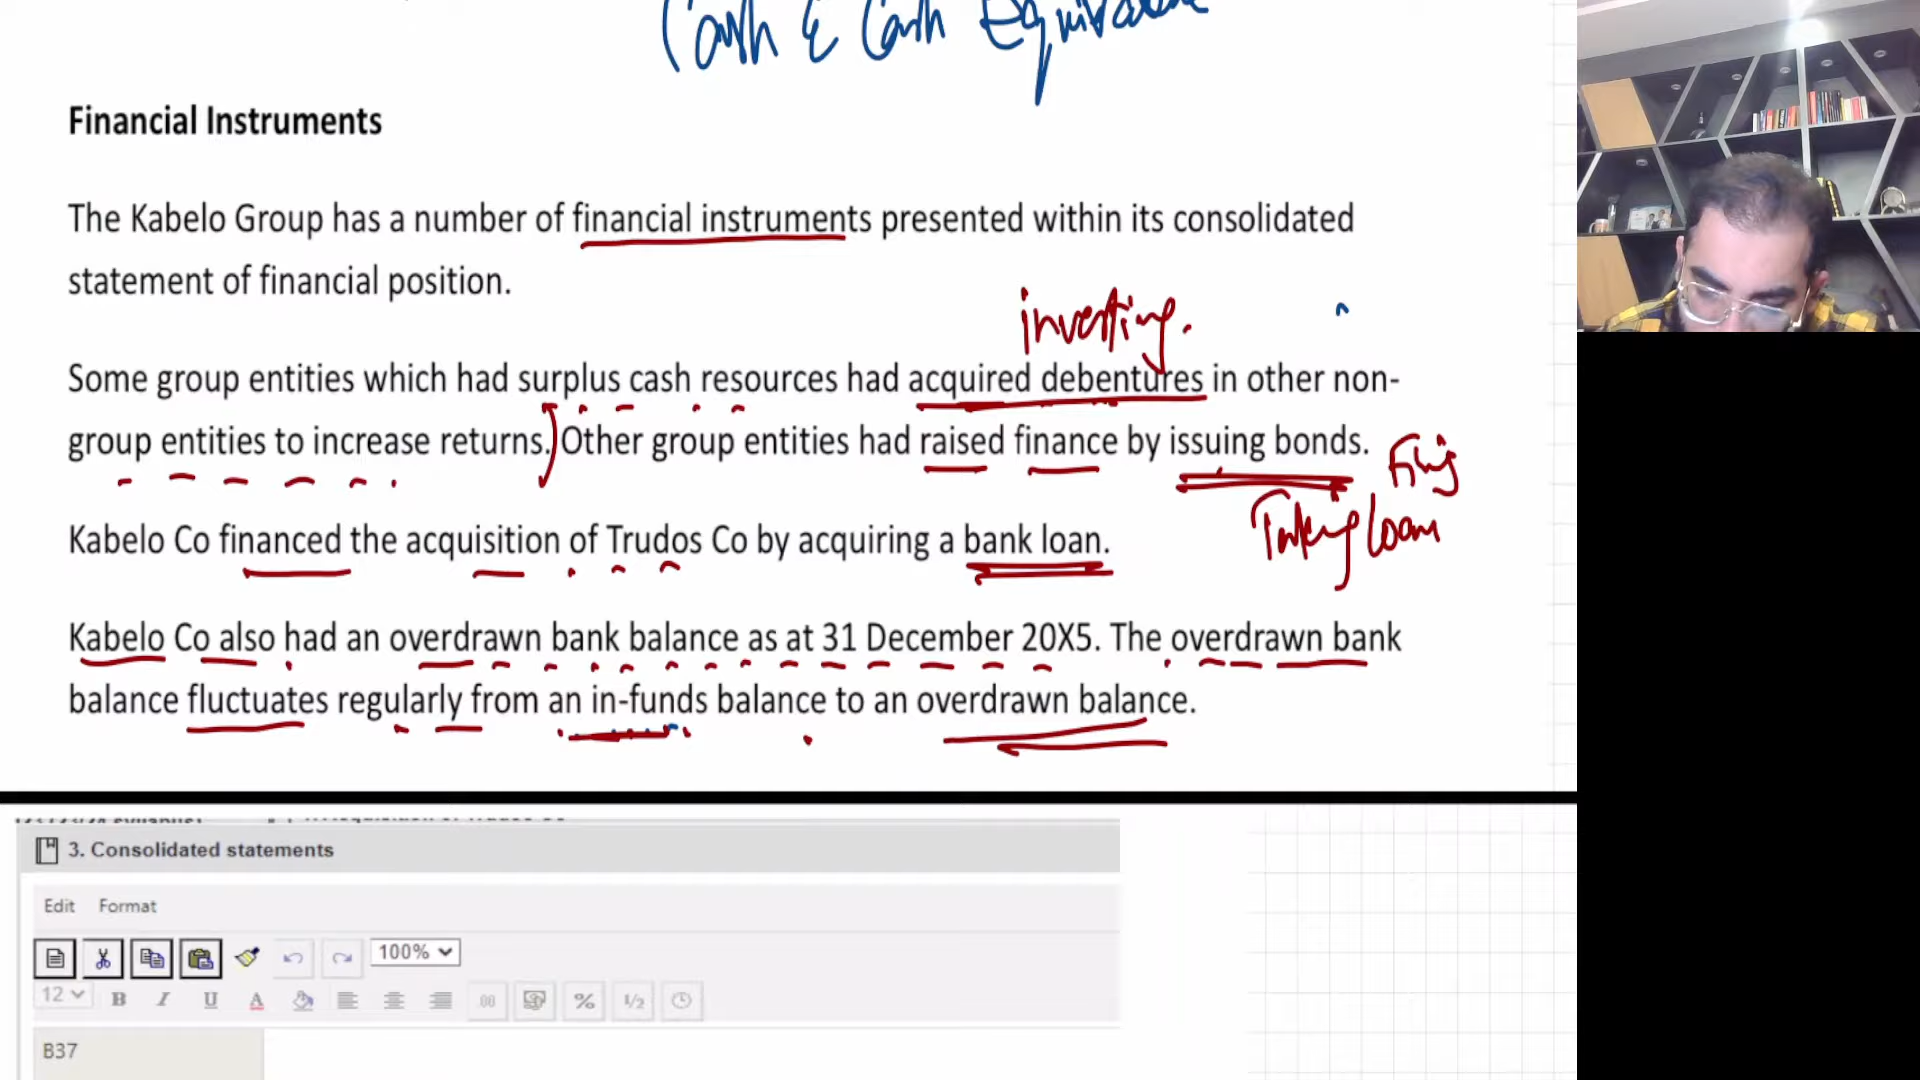 Cash & Cash Equivalent
Financial Instruments
The Kabelo Group has a number of financial instruments presented within its consolidated
statement of financial position.
investing.
Some group entities which had surplus cash resources had acquired debentures in other non-
group entities to increase returns. Other group entities had raised finance by issuing bonds.
Taking loan
Kabelo Co financed the acquisition of Trudos Co by acquiring a bank loan.
Kabelo Co also had an overdrawn bank balance as at 31 December 20X5. The overdrawn bank
balance fluctuates regularly from an in-funds balance to an overdrawn balance.
3. Consolidated statements
Edit Format
100%
12 B I U A % 1/2
B37